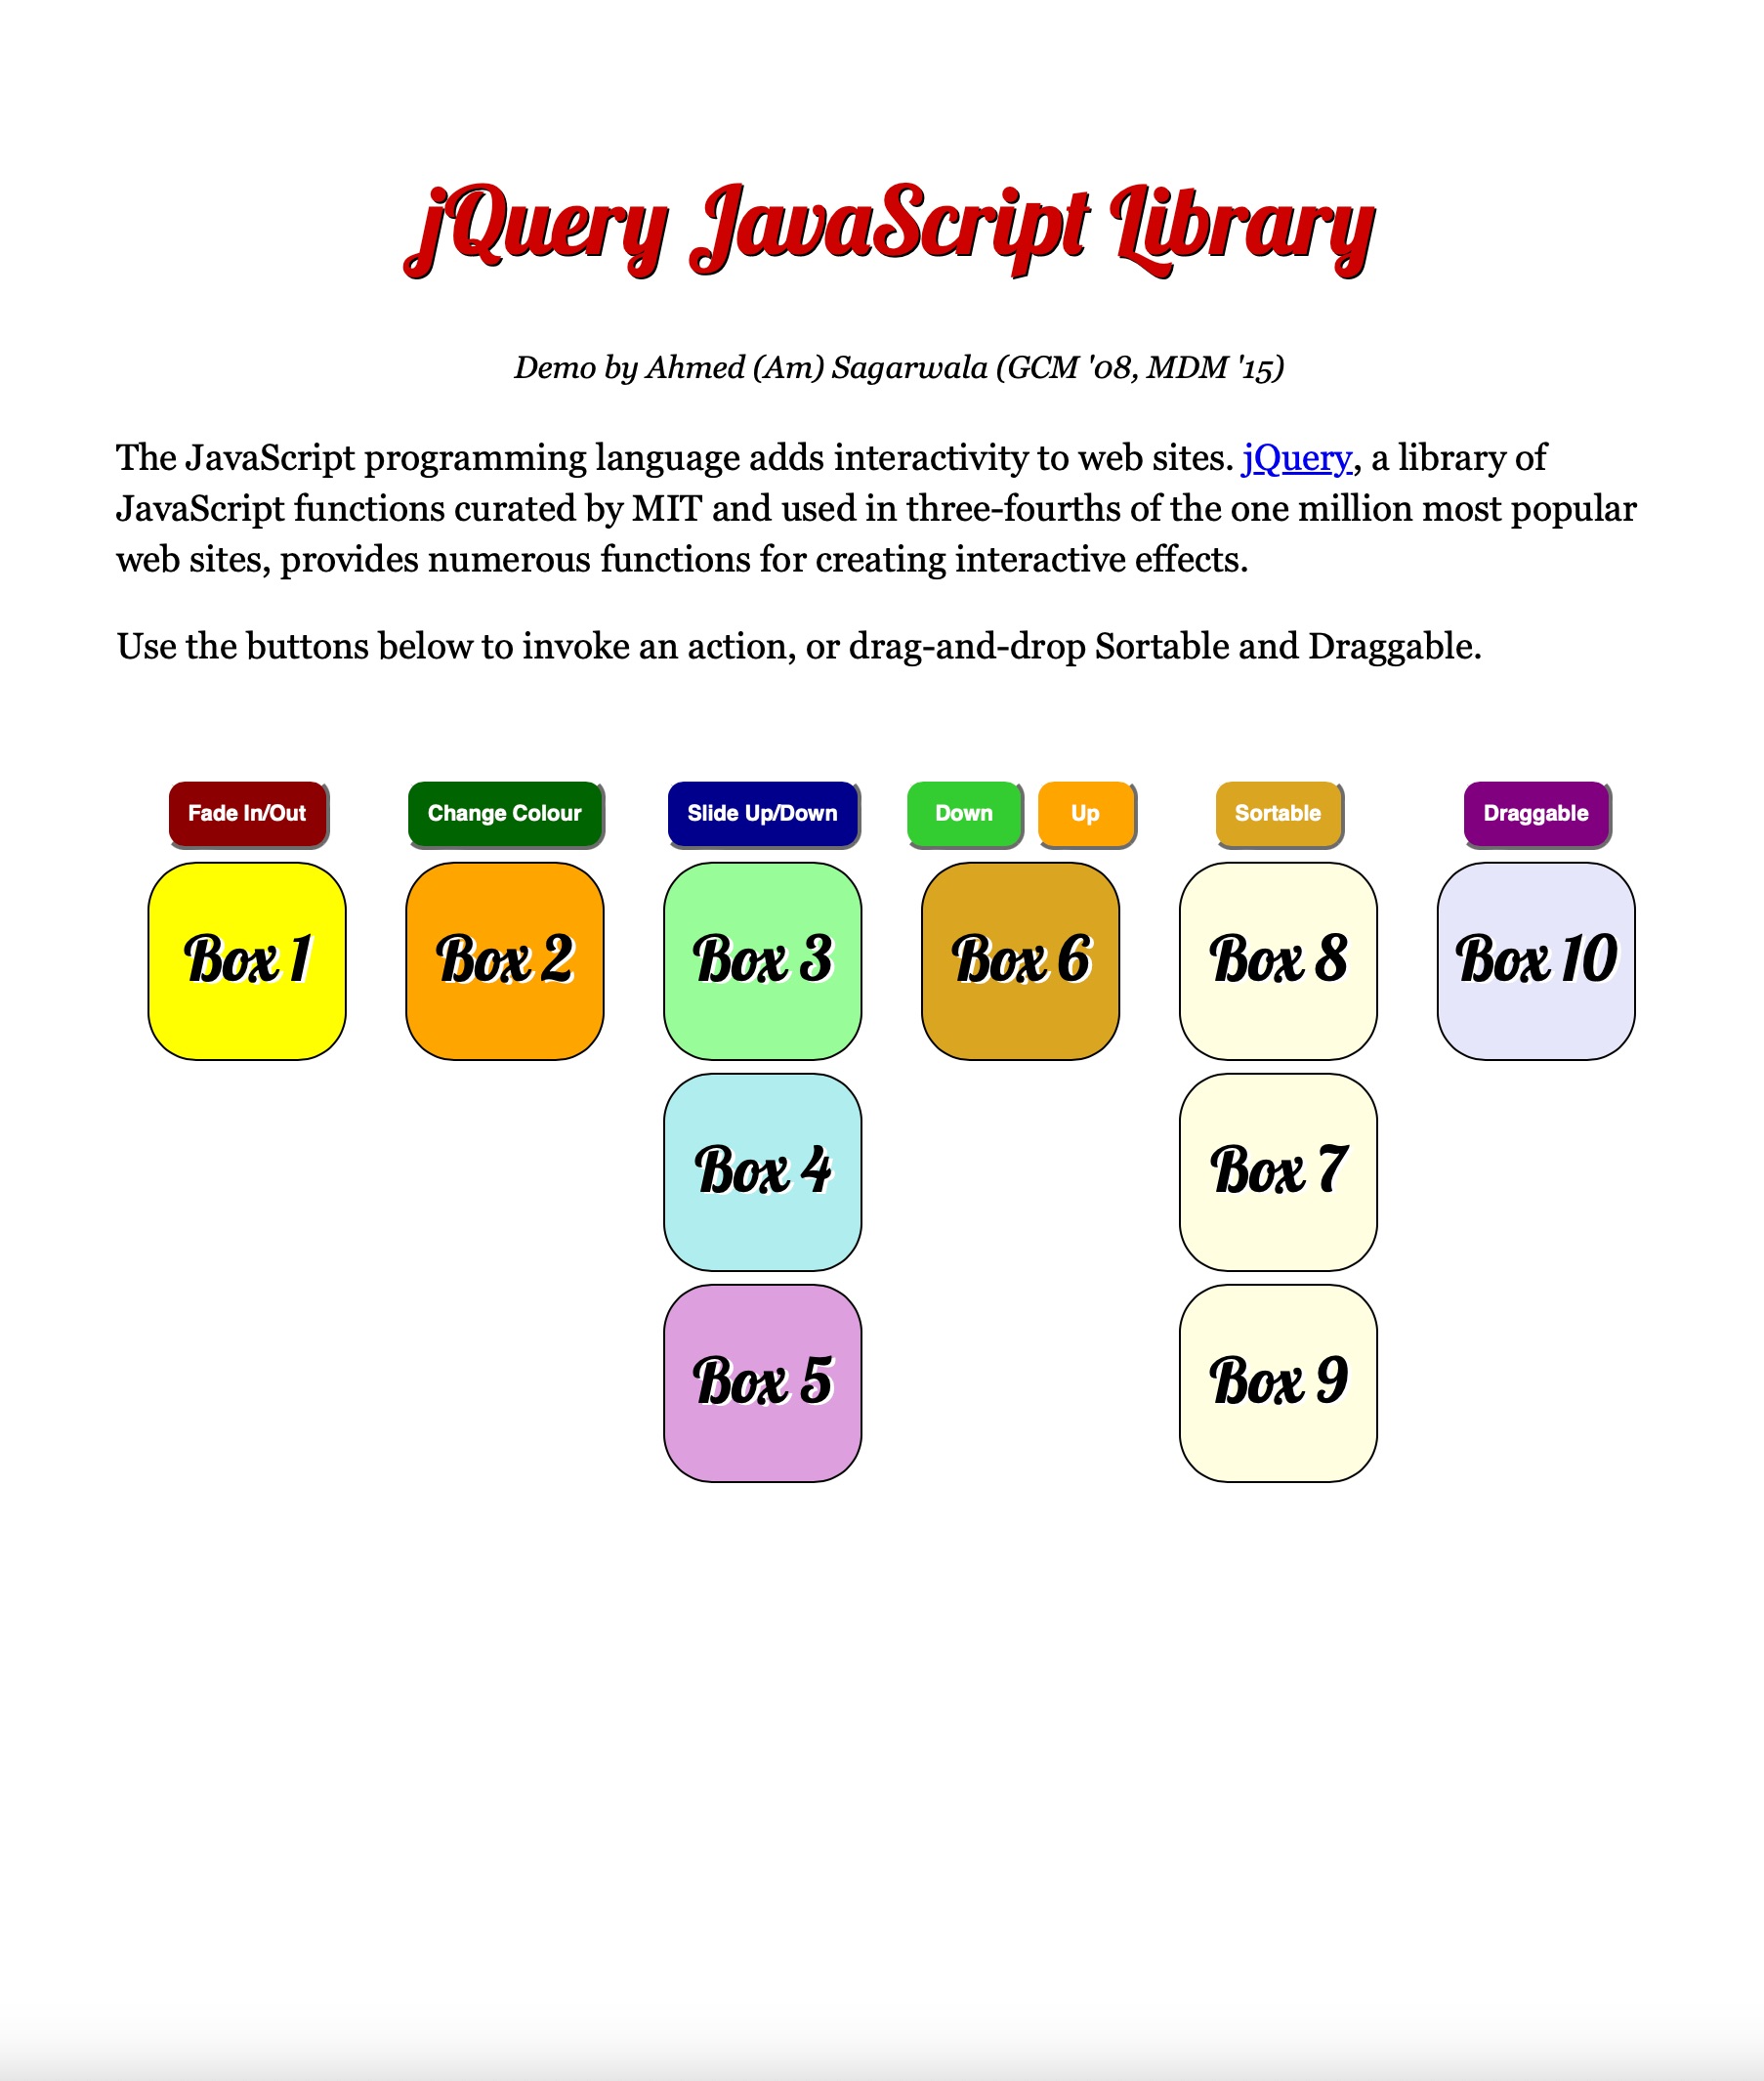 jQuery JavaScript Library
Demo by Ahmed (Am) Sagarwala (GCM '08, MDM '15)
The JavaScript programming language adds interactivity to web sites. jQuery, a library of
JavaScript functions curated by MIT and used in three-fourths of the one million most popular
web sites, provides numerous functions for creating interactive effects.
Use the buttons below to invoke an action, or drag-and-drop Sortable and Draggable.
Fade In/Out Change Colour Slide Up/Down Down Up Sortable Draggable
Box 1 Box 2 Box 3 Box 6 Box 8 Box 10
Box 4 Box 7
Box 5 Box 9